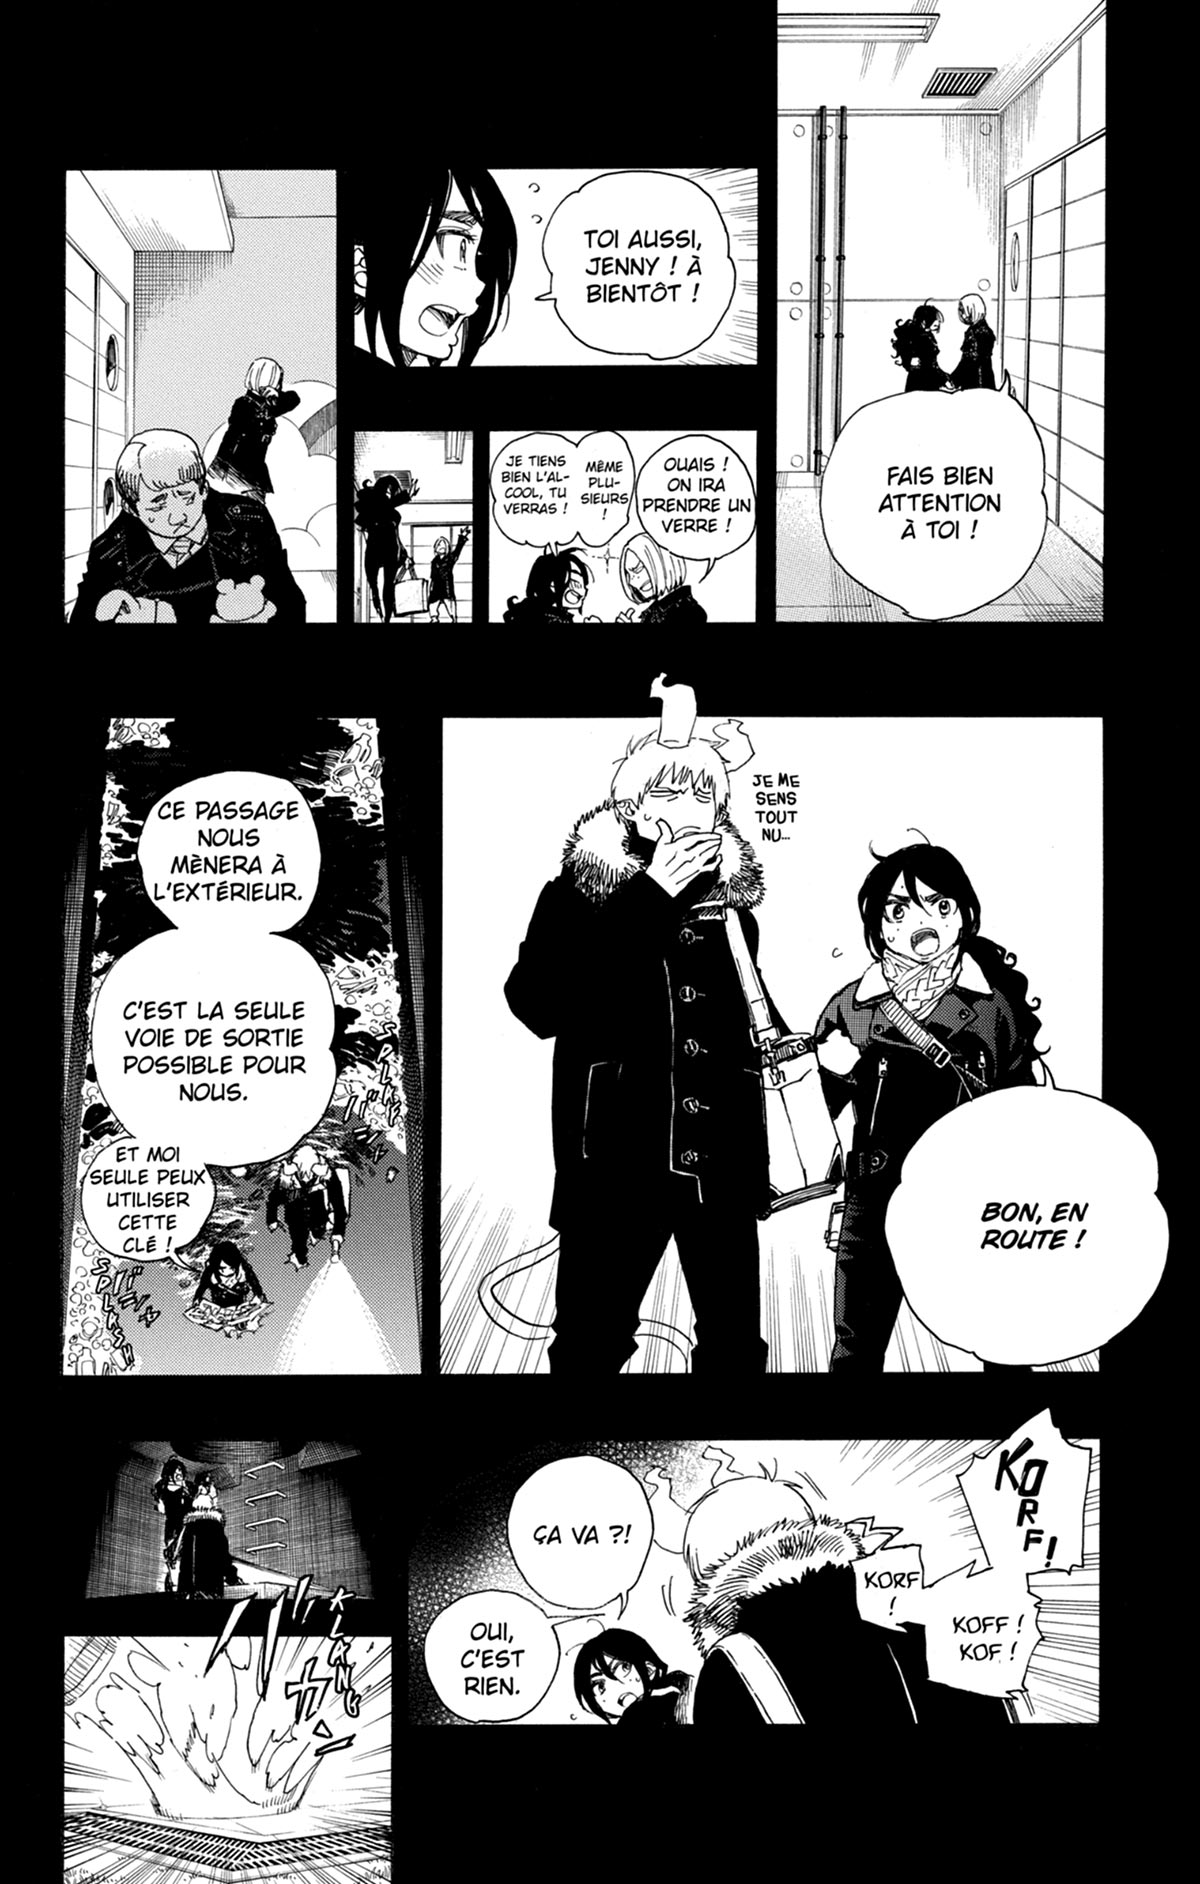 FAIS BIEN
ATTENTION
À TOI !
TOI AUSSI,
JENNY ! À
BIENTÔT !
OUAIS !
ON IRA
PRENDRE UN
VERRE !
MÊME
PLU-
SIEURS
!
JE TIENS
BIEN L'AL-
COOL, TU
VERRAS !
JE ME
SENS
TOUT
NU...
BON, EN
ROUTE !
CE PASSAGE
NOUS
MÈNERA À
L'EXTÉRIEUR.
C'EST LA SEULE
VOIE DE SORTIE
POSSIBLE POUR
NOUS.
SPLKF
ET MOI
SEULE PEUX
UTILISER
CETTE
CLÉ !
SPLKSH
KORF!
KORF
!
KOFF !
KOF !
ÇA VA ?!
OUI,
C'EST
RIEN.
KLANG